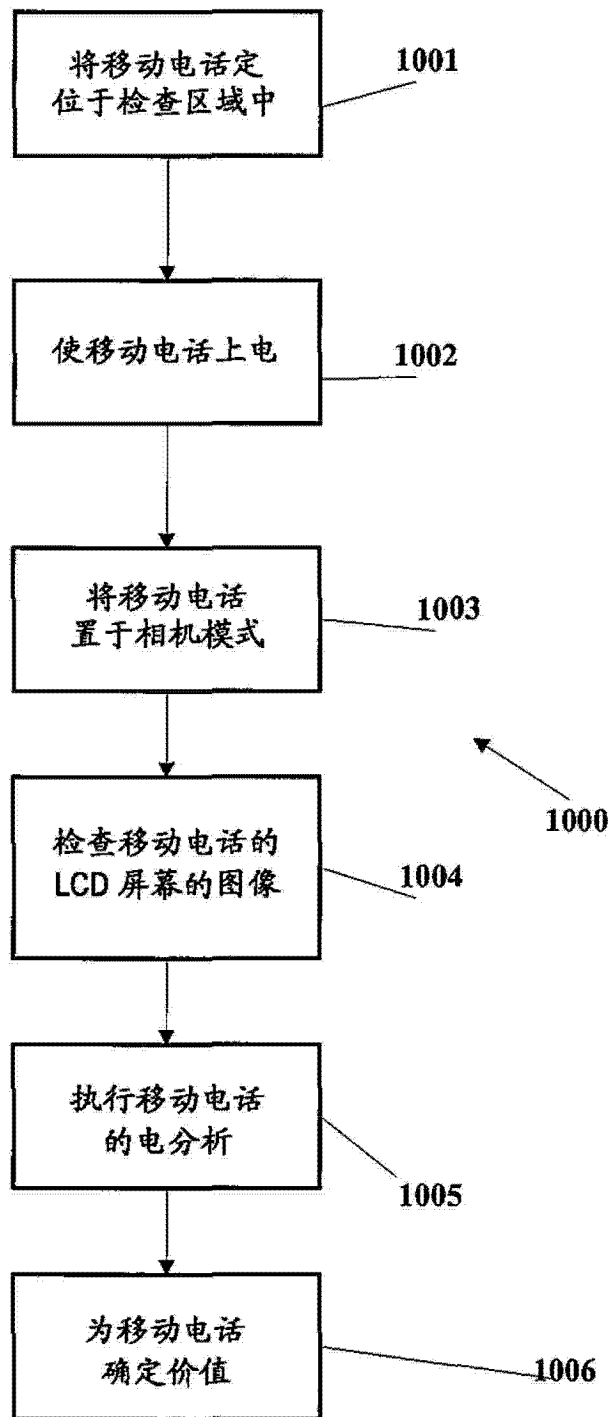 将移动电话定
位于检查区域中
1001
使移动电话上电
1002
将移动电话
置于相机模式
1003
1000
检查移动电话的
LCD 屏幕的图像
1004
执行移动电话
的电分析
1005
为移动电话
确定价值
1006